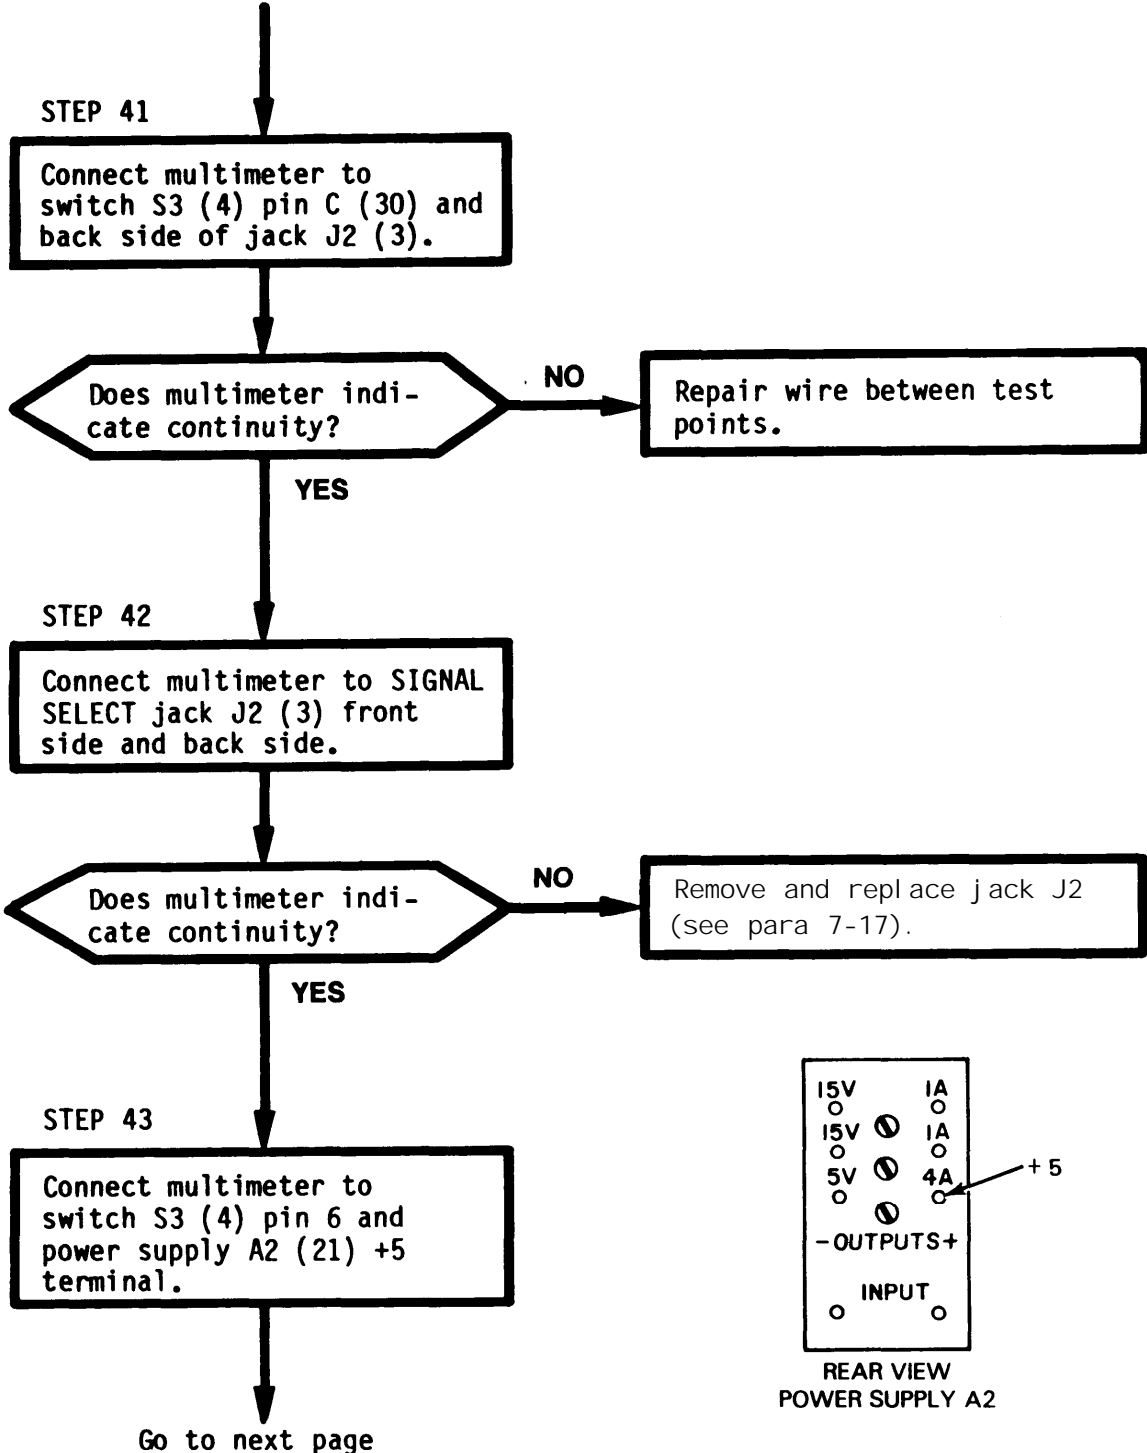 STEP 41
Connect multimeter to
switch S3 (4) pin C (30) and
back side of jack J2 (3).
Does multimeter indi-
cate continuity?
NO
Repair wire between test
points.
YES
STEP 42
Connect multimeter to SIGNAL
SELECT jack J2 (3) front
side and back side.
Does multimeter indi-
cate continuity?
NO
Remove and replace jack J2
(see para 7-17).
YES
STEP 43
Connect multimeter to
switch S3 (4) pin 6 and
power supply A2 (21) +5
terminal.
15V 1A
15V 1A
5V 4A
+5
-OUTPUTS+
INPUT
REAR VIEW
POWER SUPPLY A2
Go to next page